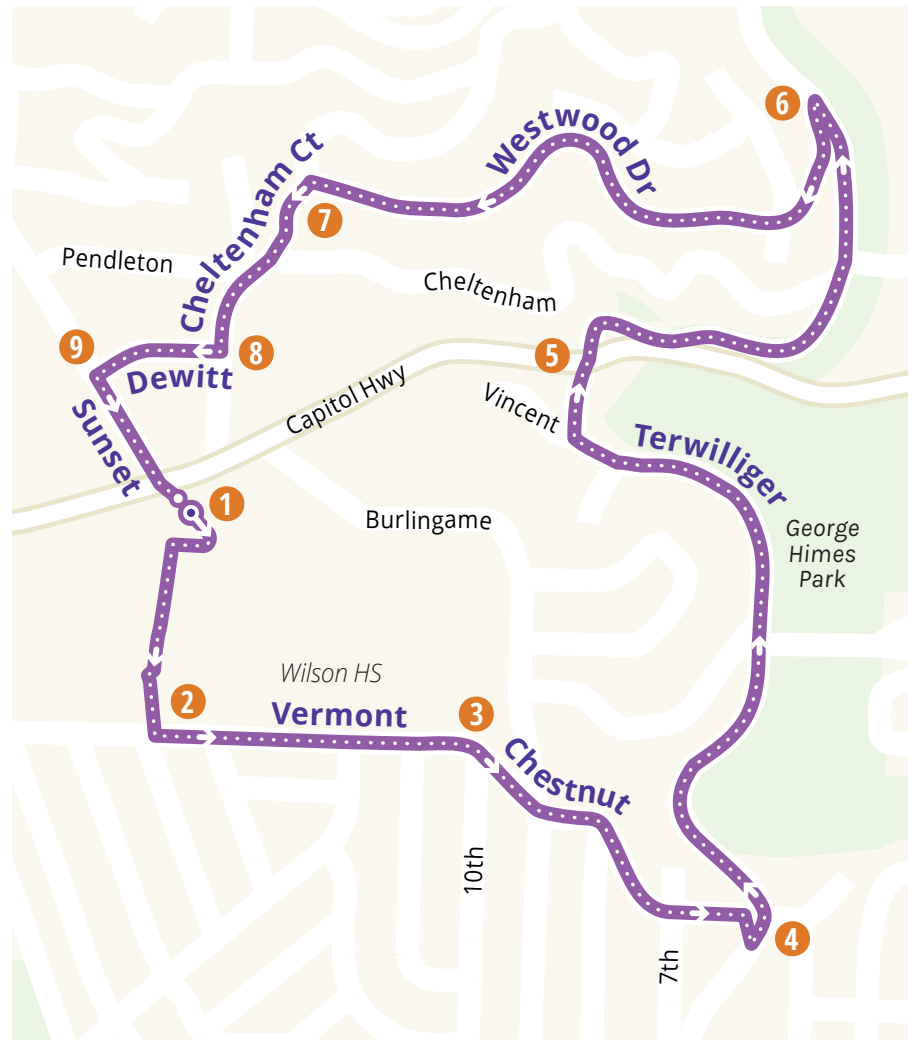 6
Westwood Dr
Cheltenham Ct
7
Pendleton
Cheltenham
9
8
5
Dewitt
Capitol Hwy
Vincent
Sunset
Terwilliger
1
Burlingame
George
Himes
Park
Wilson HS
2
Vermont
3
Chestnut
10th
7th
4